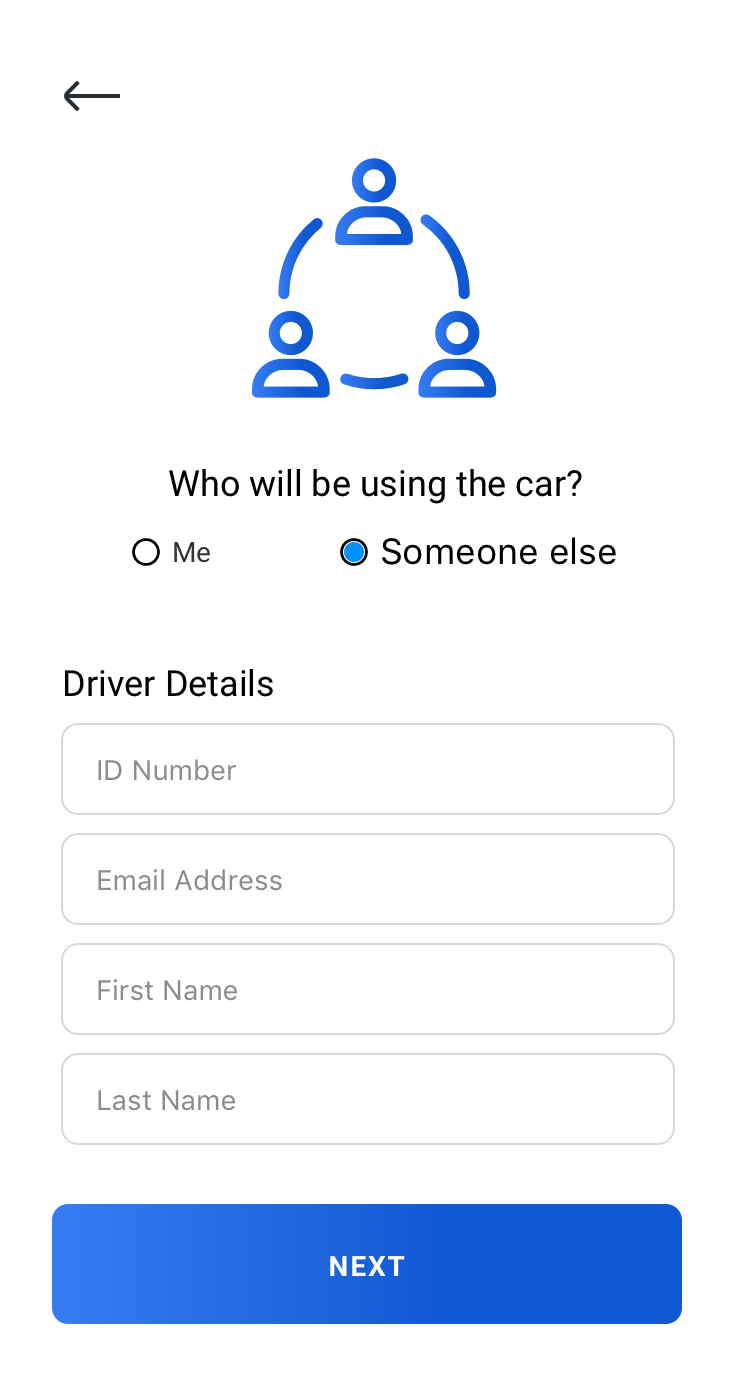 Who will be using the car?
Me Someone else
Driver Details
ID Number
Email Address
First Name
Last Name
NEXT